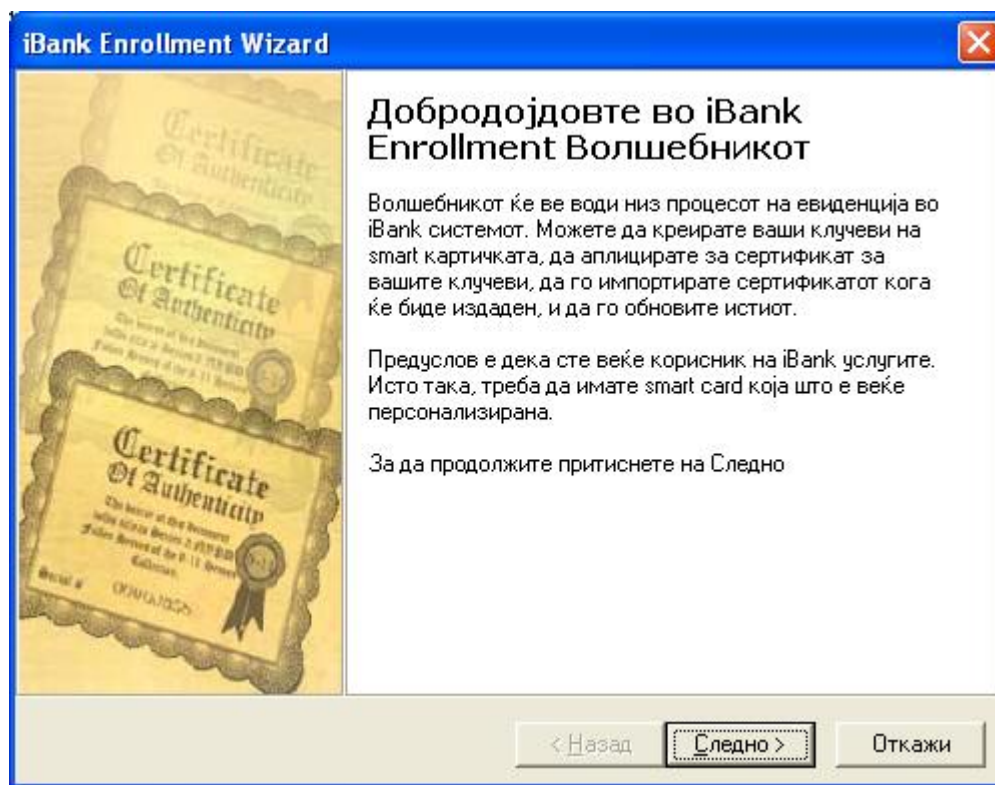 iBank Enrollment Wizard
Certificate
Of Authenticity
Certificate
Of Authenticity
Certificate
Of Authenticity
Добродојдовте во iBank
Enrollment Волшебникот
Волшебникот ќе ве води низ процесот на евиденција во
iBank системот. Можете да креирате ваши клучеви на
smart картичката, да аплицирате за сертификат за
вашите клучеви, да го импортирате сертификатот кога
ќе биде издаден, и да го обновите истиот.
Предуслов е дека сте веќе корисник на iBank услугите.
Исто така, треба да имате smart card која што е веќе
персонализирана.
За да продолжите притиснете на Следно
< Назад
Следно >
Откажи